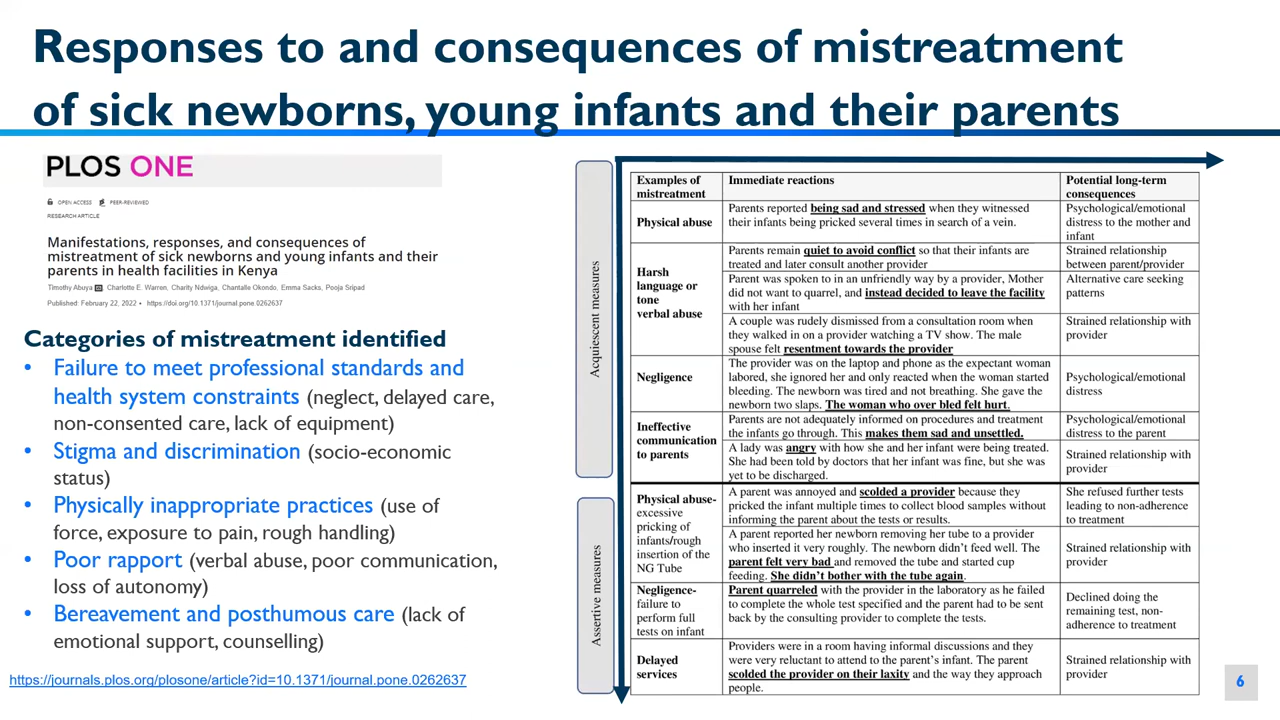 Responses to and consequences of mistreatment
of sick newborns, young infants and their parents
PLOS ONE
OPEN ACCESS PEER-REVIEWED
RESEARCH ARTICLE
Manifestations, responses, and consequences of
mistreatment of sick newborns and young infants and their
parents in health facilities in Kenya
Timothy Abuya, Charlotte E. Warren, Charity Ndwiga, Chantalle Okondo, Emma Sacks, Pooja Sripad
Published: February 22, 2022 • https://doi.org/10.1371/journal.pone.0262637
Categories of mistreatment identified
• Failure to meet professional standards and
health system constraints (neglect, delayed care,
non-consented care, lack of equipment)
• Stigma and discrimination (socio-economic
status)
• Physically inappropriate practices (use of
force, exposure to pain, rough handling)
• Poor rapport (verbal abuse, poor communication,
loss of autonomy)
• Bereavement and posthumous care (lack of
emotional support, counselling)
https://journals.plos.org/plosone/article?id=10.1371/journal.pone.0262637
Acquiescent measures
Assertive measures
Examples of
mistreatment
Immediate reactions
Potential long-term
consequences
Physical abuse
Parents reported being sad and stressed when they witnessed
their infants being pricked several times in search of a vein.
Psychological/emotional
distress to the mother and
infant
Harsh
language or
tone
verbal abuse
Parents remain quiet to avoid conflict so that their infants are
treated and later consult another provider
Strained relationship
between parent/provider
Parent was spoken to in an unfriendly way by a provider, Mother
did not want to quarrel, and instead decided to leave the facility
with her infant
Alternative care seeking
patterns
A couple was rudely dismissed from a consultation room when
they walked in on a provider watching a TV show. The male
spouse felt resentment towards the provider
Strained relationship with
provider
Negligence
The provider was on the laptop and phone as the expectant woman
labored, she ignored her and only reacted when the woman started
bleeding. The newborn was tired and not breathing. She gave the
newborn two slaps. The woman who over bled felt hurt.
Psychological/emotional
distress
Ineffective
communication
to parents
Parents are not adequately informed on procedures and treatment
the infants go through. This makes them sad and unsettled.
Psychological/emotional
distress to the parent
A lady was angry with how she and her infant were being treated.
She had been told by doctors that her infant was fine, but she was
yet to be discharged.
Strained relationship with
provider
Physical abuse-
excessive
pricking of
infants/rough
insertion of the
NG Tube
A parent was annoyed and scolded a provider because they
pricked the infant multiple times to collect blood samples without
informing the parent about the tests or results.
She refused further tests
leading to non-adherence
to treatment
A parent reported her newborn removing her tube to a provider
who inserted it very roughly. The newborn didn't feed well. The
parent felt very bad and removed the tube and started cup
feeding. She didn't bother with the tube again.
Strained relationship with
provider
Negligence-
failure to
perform full
tests on infant
Parent quarreled with the provider in the laboratory as he failed
to complete the whole test specified and the parent had to be sent
back by the consulting provider to complete the tests.
Declined doing the
remaining test, non-
adherence to treatment
Delayed
services
Providers were in a room having informal discussions and they
were very reluctant to attend to the parent's infant. The parent
scolded the provider on their laxity and the way they approach
people.
Strained relationship with
provider
6